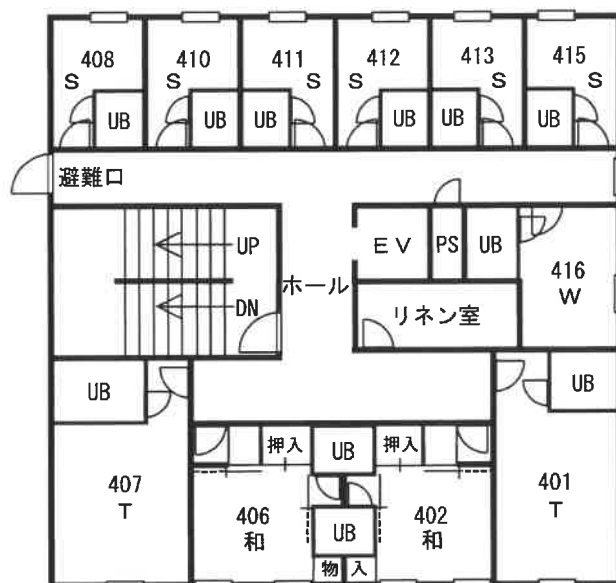 408 410 411 412 413 415
S S S S S S
UB UB UB UB UB UB
避難口
UP EV PS UB 416
W
ホール
DN リネン室
UB UB
押入 UB 押入
407
T
401
T
406
和
402
和
UB
物 入